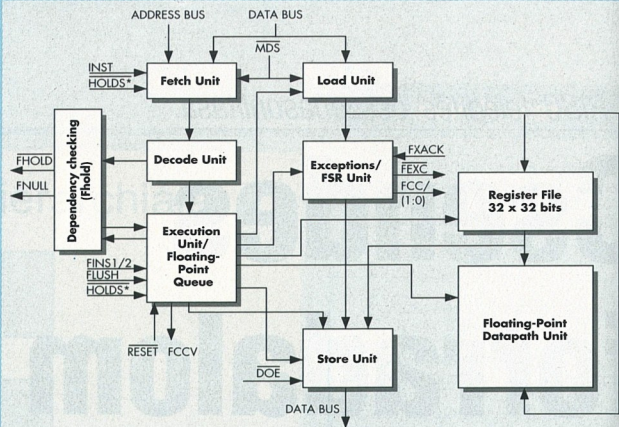 ADDRESS BUS
DATA BUS
MDS
INST
HOLDS*
Fetch Unit
Load Unit
Dependency checking
(Fhold)
FHOLD
FNULL
Decode Unit
Exceptions/
FSR Unit
FXACK
FEXC
FCC/
(1:0)
Register File
32 x 32 bits
Execution
Unit/
Floating-
Point
Queue
FINS1/2
FLUSH
HOLDS*
RESET FCCV
Floating-Point
Datapath Unit
Store Unit
DOE
DATA BUS